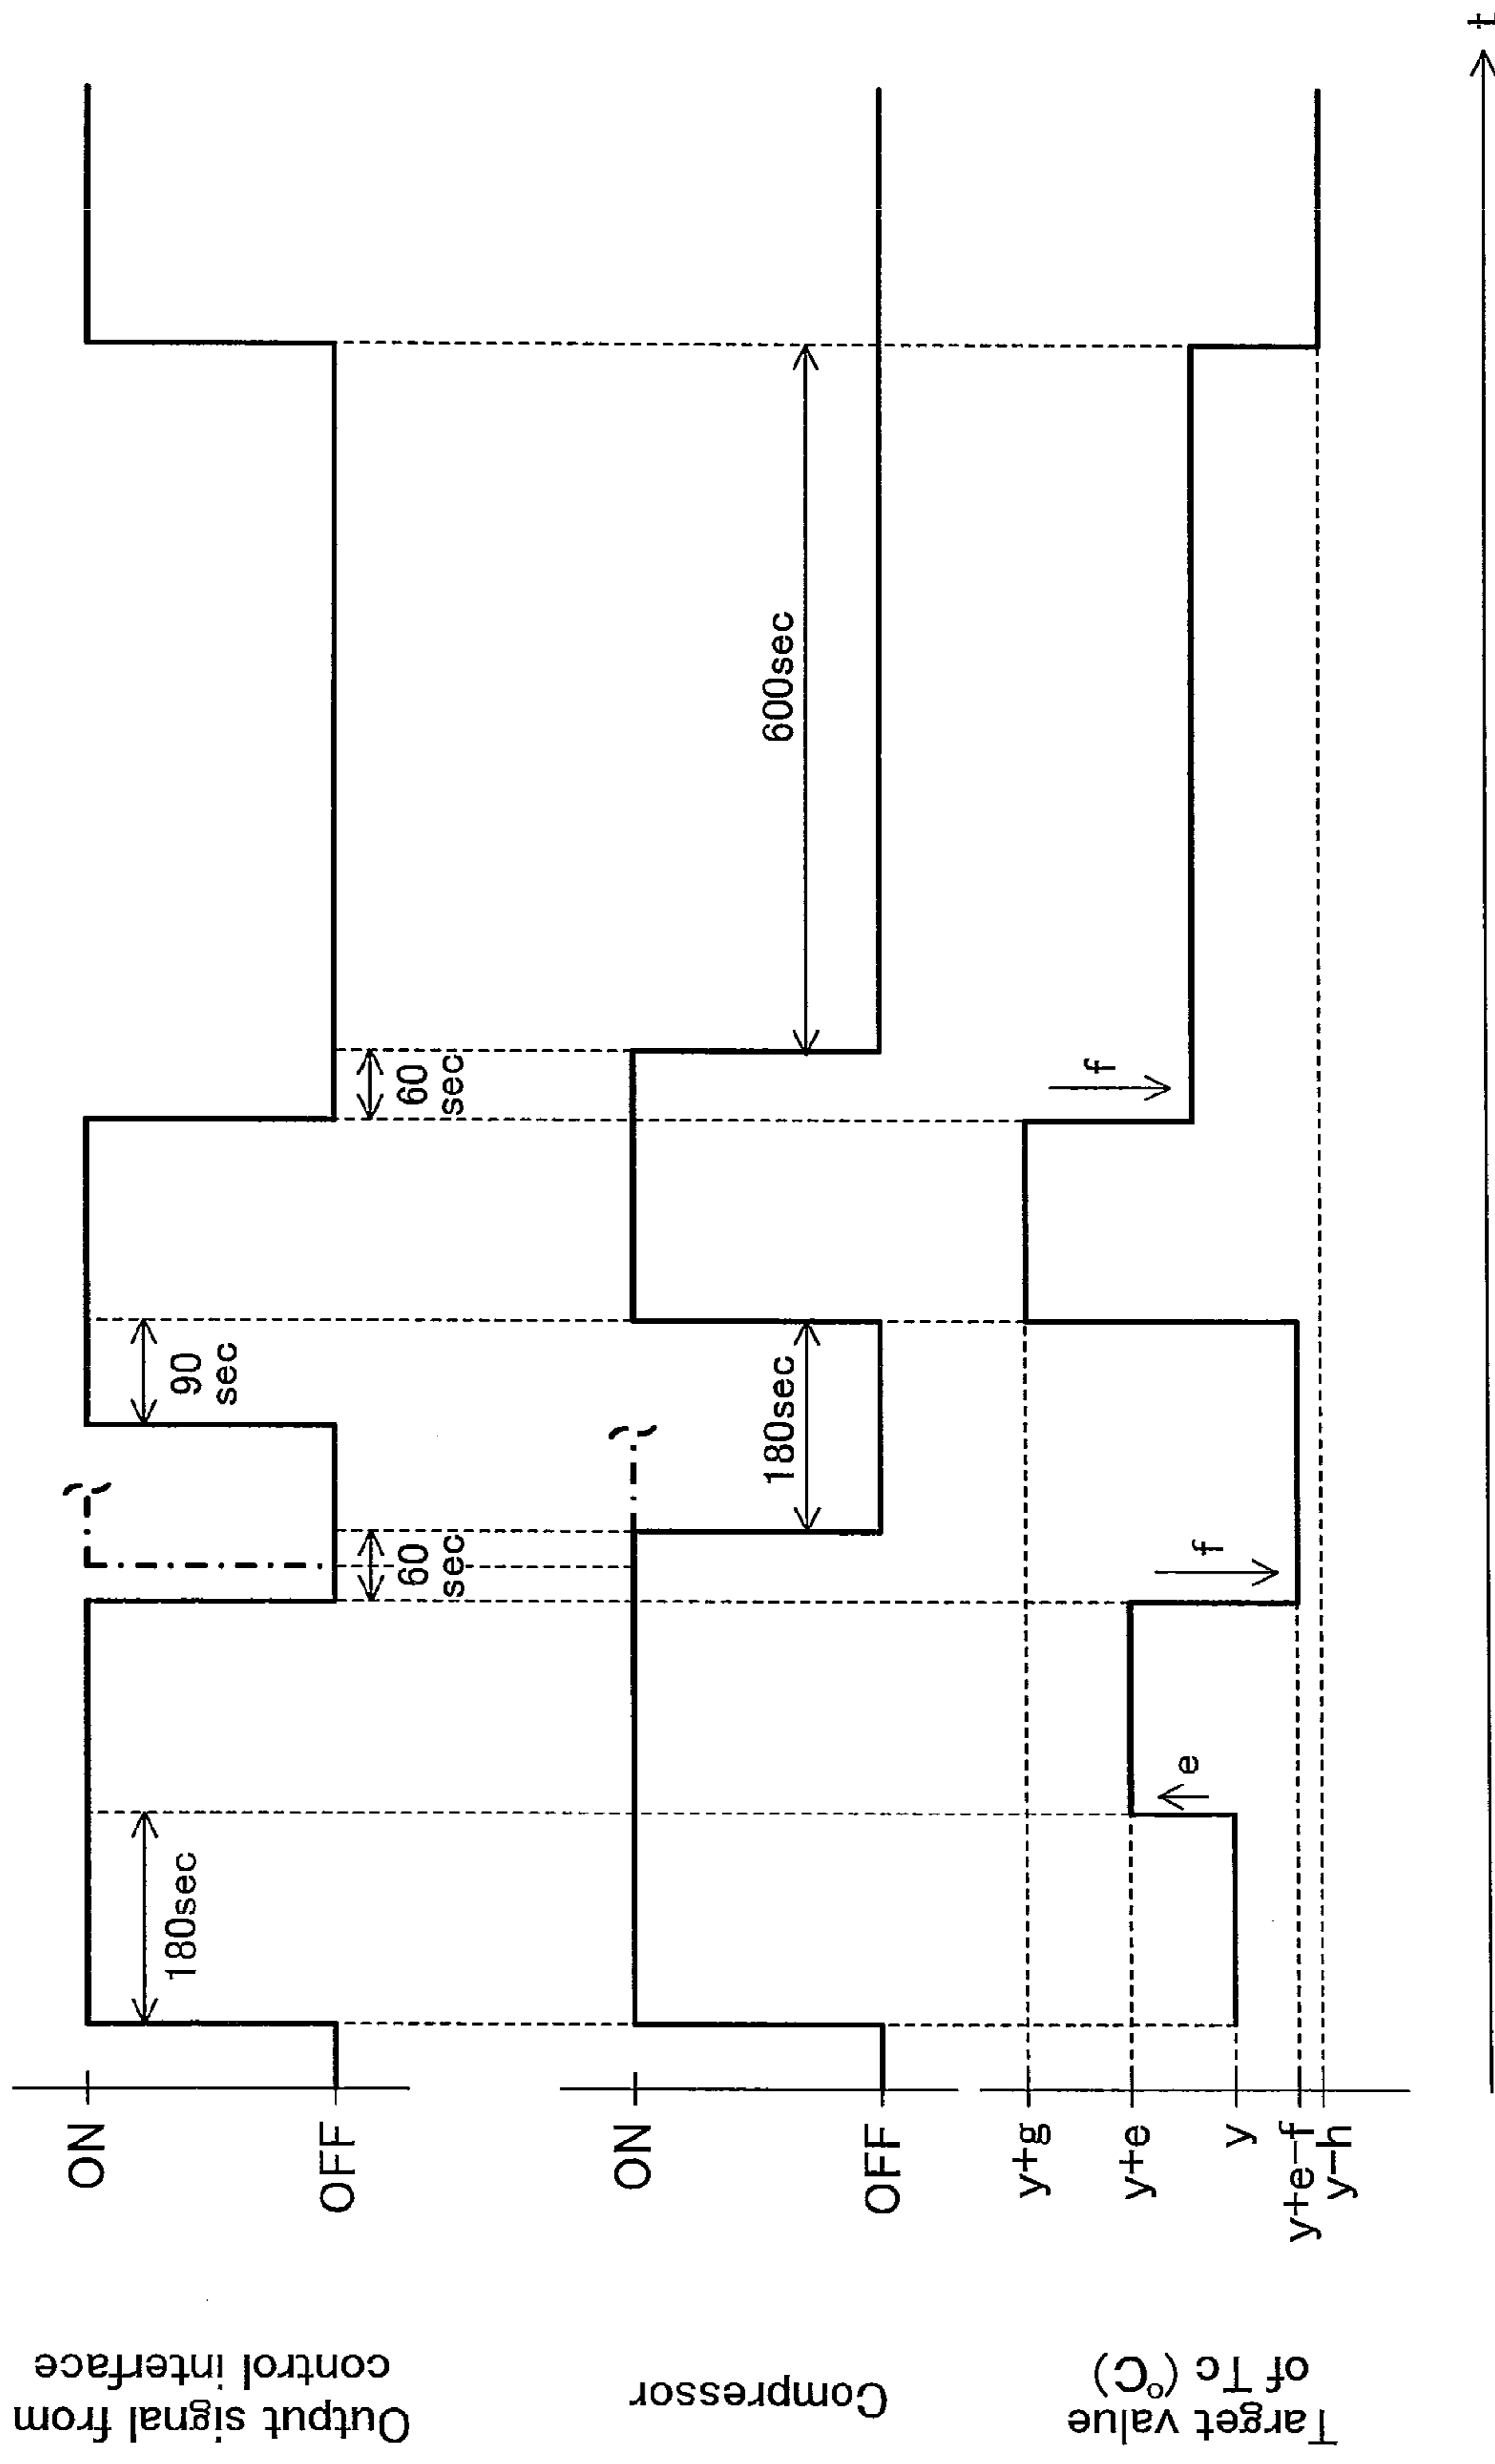 Output signal from
control interface
ON
OFF
180sec
60
sec
90
sec
60
sec
Compressor
ON
OFF
180sec
600sec
Target value
of Tc (°C)
y+g
y+e
y
y+e-f
y-h
e
f
f
t